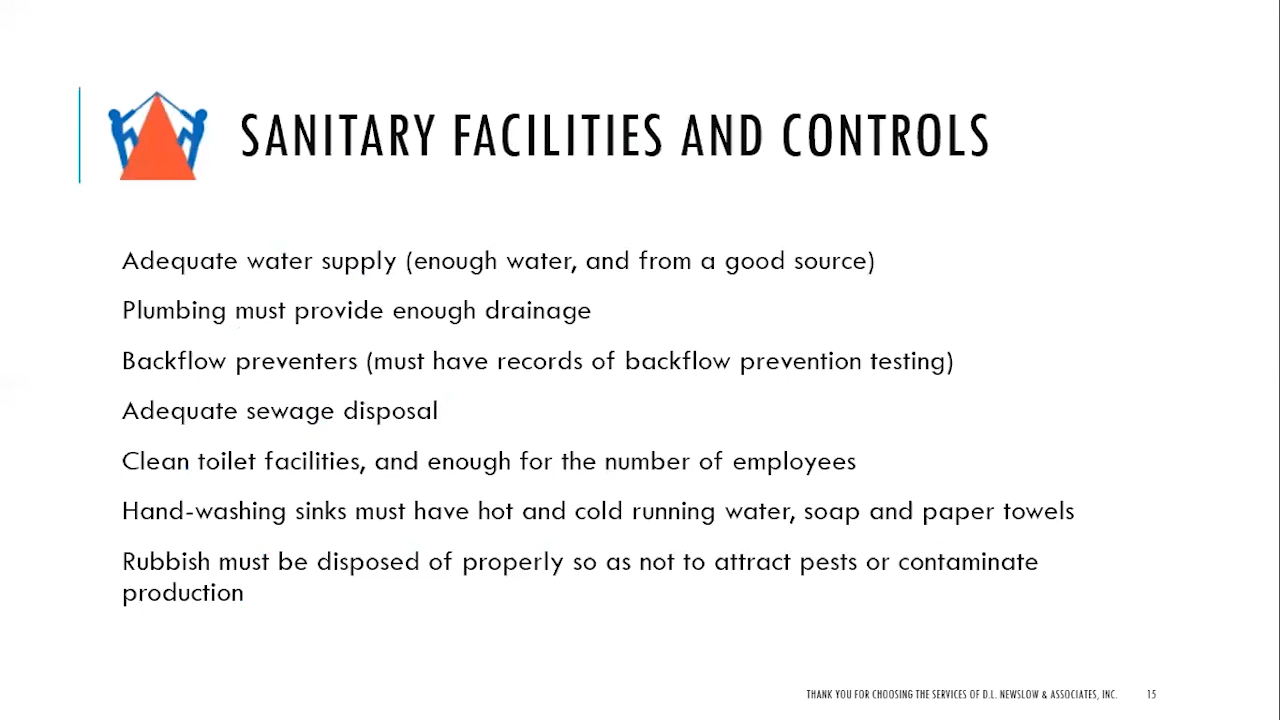 SANITARY FACILITIES AND CONTROLS
Adequate water supply (enough water, and from a good source)
Plumbing must provide enough drainage
Backflow preventers (must have records of backflow prevention testing)
Adequate sewage disposal
Clean toilet facilities, and enough for the number of employees
Hand-washing sinks must have hot and cold running water, soap and paper towels
Rubbish must be disposed of properly so as not to attract pests or contaminate
production
THANK YOU FOR CHOOSING THE SERVICES OF D.L. NEWSLOW & ASSOCIATES, INC. 15